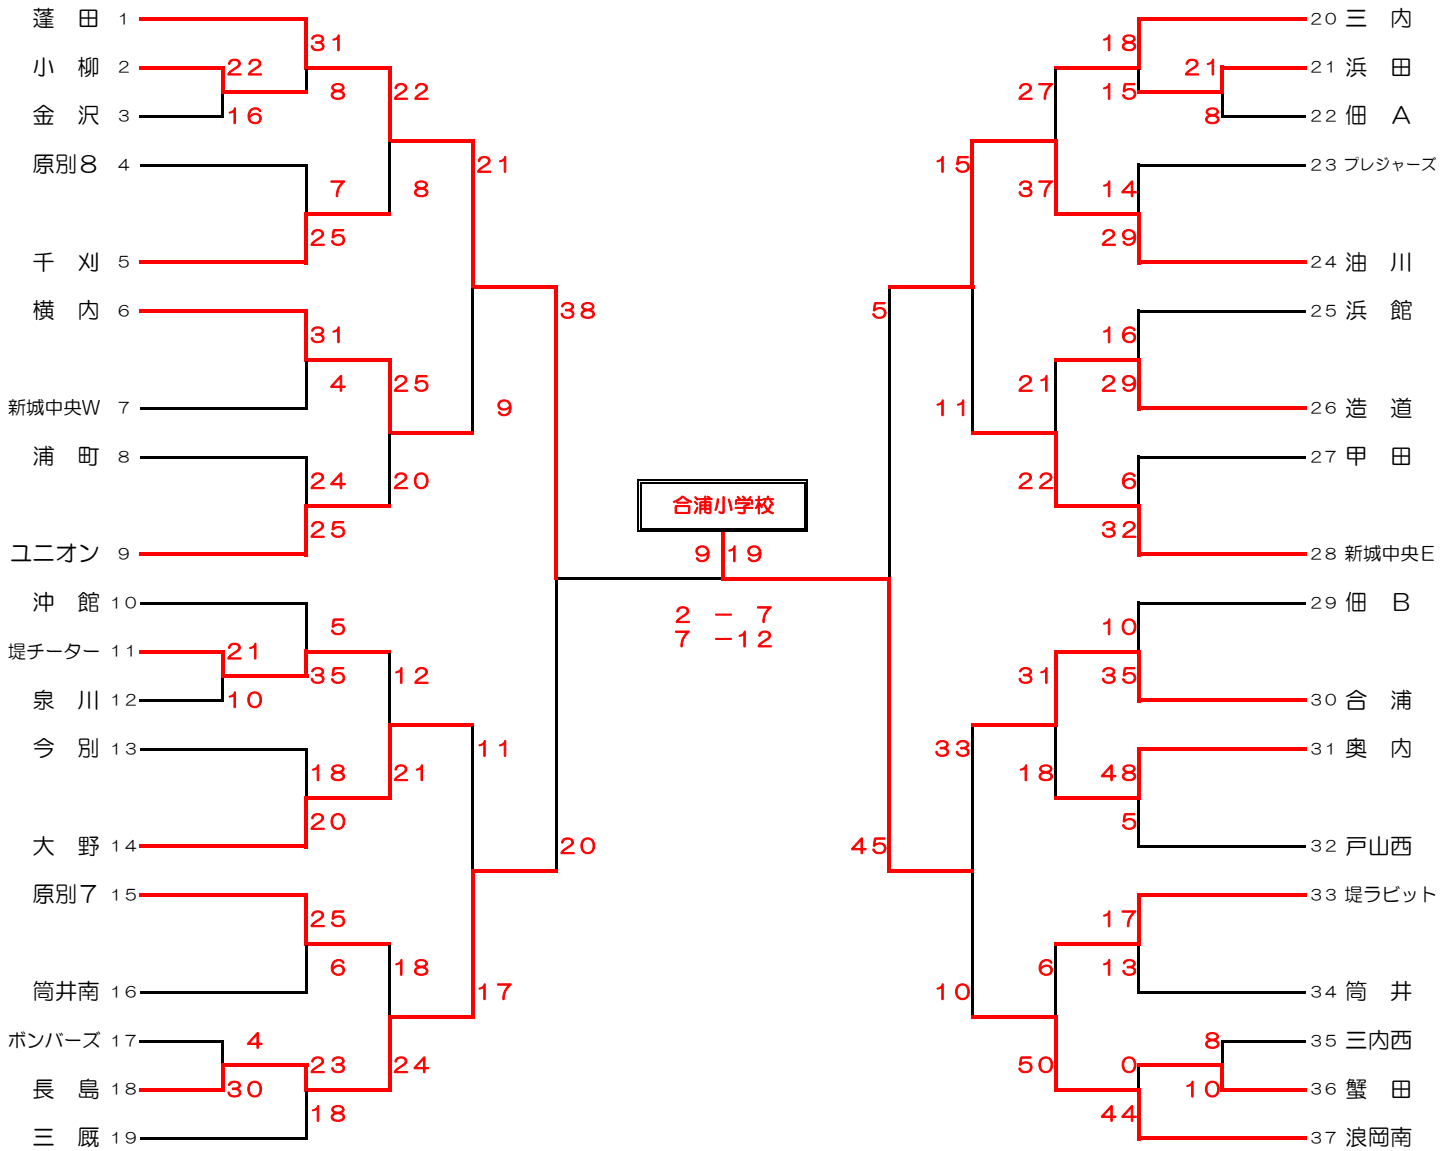 蓬　田 1
31
小　柳 2
22
8
22
金　沢 3
16
原別８ 4
7
8
21
25
千　刈 5
横　内 6
31
38
4
25
新城中央W 7
9
浦　町 8
24
20
25
ユニオン 9
沖　館 10
5
堤チーター 11
21
35
12
泉　川 12
10
今　別 13
11
18
21
20
大　野 14
20
原別７ 15
25
6
18
筒井南 16
17
ボンバーズ 17
4
23
24
長　島 18
30
18
三　厩 19
合浦小学校
9 19
2 － 7
7 －12
20 三　内
18
21 浜　田
21
15
27
22 佃　A
8
23 プレジャーズ
15
14
37
29
24 油　川
25 浜　館
5
16
29
21
26 造　道
11
27 甲　田
6
22
32
28 新城中央E
29 佃　B
10
35
31
30 合　浦
31 奥　内
33
48
18
5
32 戸山西
45
33 堤ラビット
17
13
6
34 筒　井
10
35 三内西
8
0
50
36 蟹　田
10
44
37 浪岡南